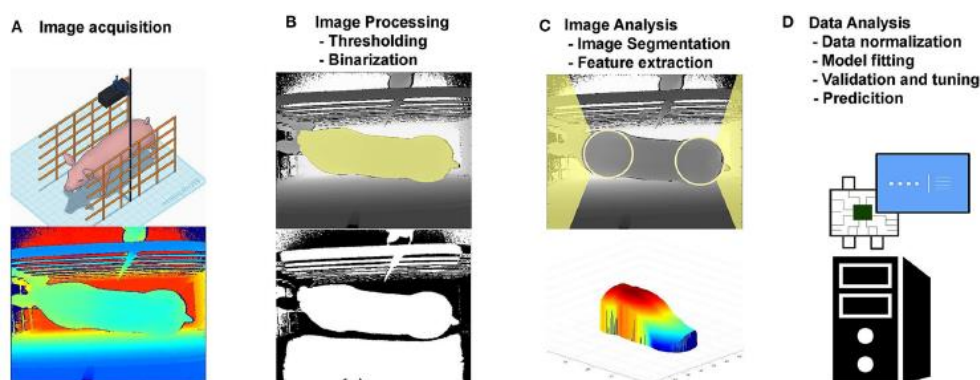 A Image acquisition
B Image Processing
- Thresholding
- Binarization
C Image Analysis
- Image Segmentation
- Feature extraction
D Data Analysis
- Data normalization
- Model fitting
- Validation and tuning
- Predicition